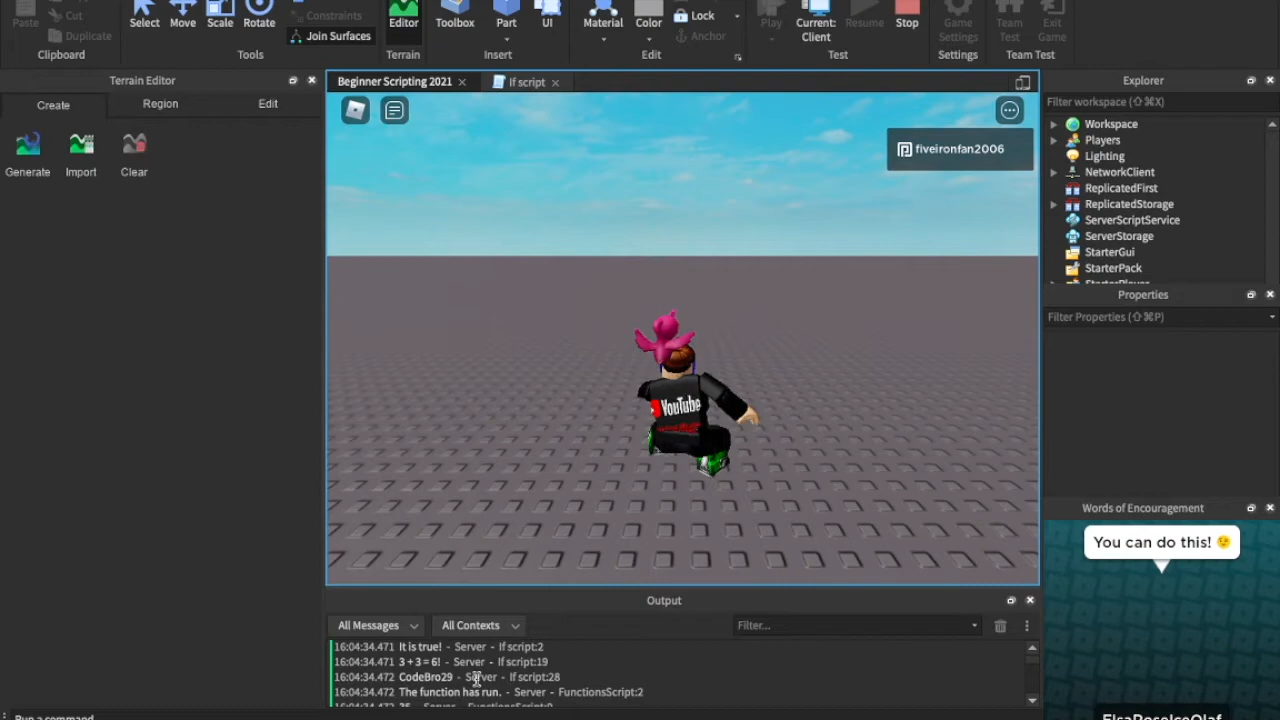 Paste
Cut
Duplicate
Clipboard
Select
Move
Scale
Rotate
Constraints
Join Surfaces
Tools
Editor
Terrain
Toolbox
Part
UI
Insert
Material
Color
Lock
Anchor
Edit
Play
Current:
Client
Resume
Stop
Test
Game
Settings
Settings
Team
Test
Exit
Game
Team Test
Terrain Editor
Create
Region
Edit
Generate
Import
Clear
Beginner Scripting 2021
If script
fiveironfan2006
YouTube
Explorer
Filter workspace (⇧⌘X)
Workspace
Players
Lighting
NetworkClient
ReplicatedFirst
ReplicatedStorage
ServerScriptService
ServerStorage
StarterGui
StarterPack
StarterPlayer
Properties
Filter Properties (⇧⌘P)
Words of Encouragement
You can do this! 😉
ElsaRoseIceOlaf
Output
All Messages
All Contexts
Filter...
16:04:34.471 It is true! - Server - If script:2
16:04:34.471 3 + 3 = 6! - Server - If script:19
16:04:34.472 CodeBro29 - Server - If script:28
16:04:34.472 The function has run. - Server - FunctionsScript:2
Run a command